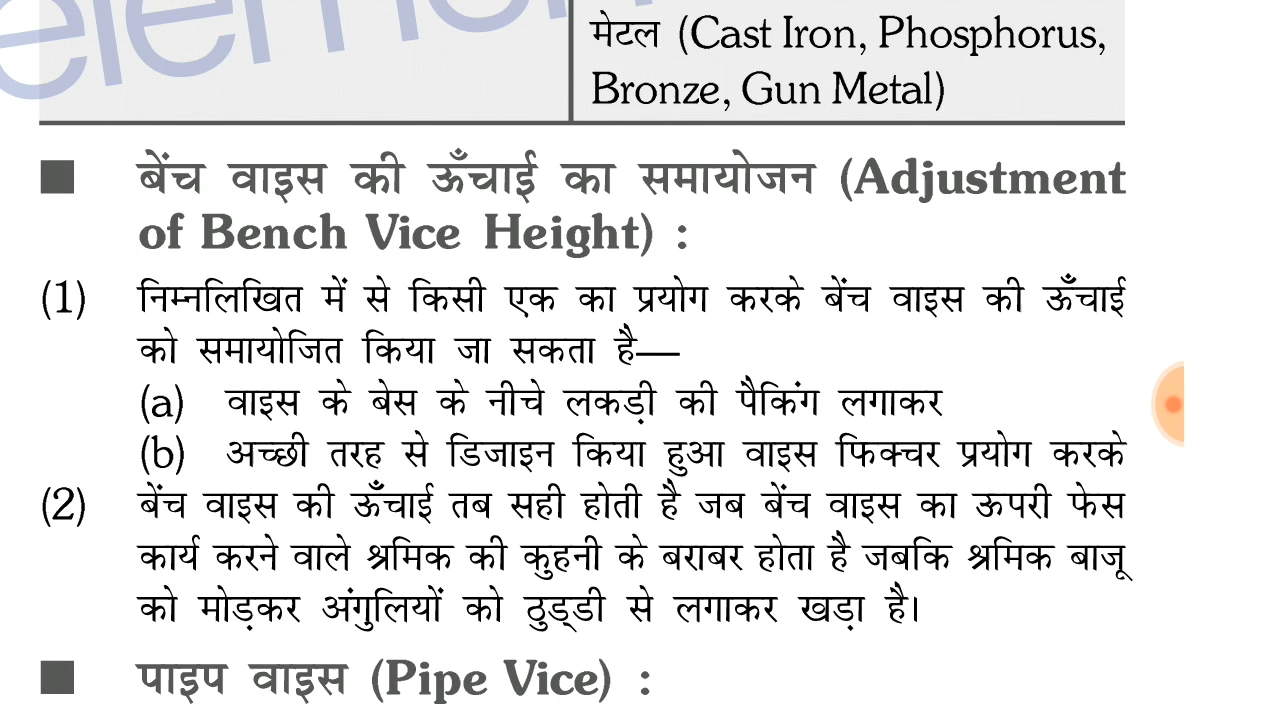 elemen
मेटल (Cast Iron, Phosphorus,
Bronze, Gun Metal)
■ बेंच वाइस की ऊँचाई का समायोजन (Adjustment
of Bench Vice Height) :
(1) निम्नलिखित में से किसी एक का प्रयोग करके बेंच वाइस की ऊँचाई
को समायोजित किया जा सकता है—
(a) वाइस के बेस के नीचे लकड़ी की पैकिंग लगाकर
(b) अच्छी तरह से डिजाइन किया हुआ वाइस फिक्चर प्रयोग करके
(2) बेंच वाइस की ऊँचाई तब सही होती है जब बेंच वाइस का ऊपरी फेस
कार्य करने वाले श्रमिक की कुहनी के बराबर होता है जबकि श्रमिक बाजू
को मोड़कर अंगुलियों को ठुड्डी से लगाकर खड़ा है।
■ पाइप वाइस (Pipe Vice) :